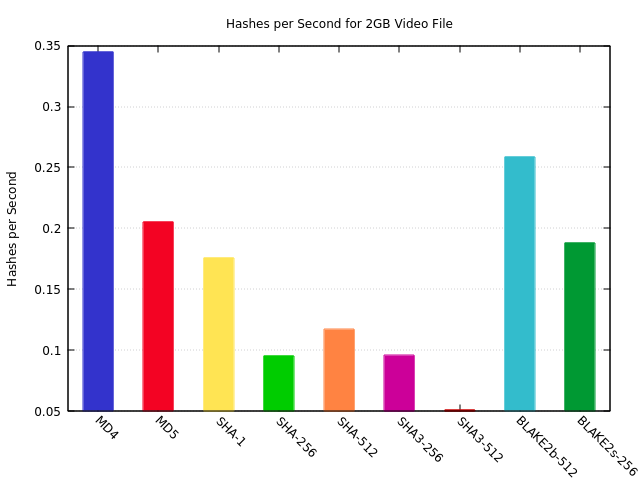 Hashes per Second for 2GB Video File
0.35
0.3
0.25
0.2
0.15
0.1
0.05
Hashes per Second
MD4
MD5
SHA-1
SHA-256
SHA-512
SHA3-256
SHA3-512
BLAKE2b-512
BLAKE2s-256